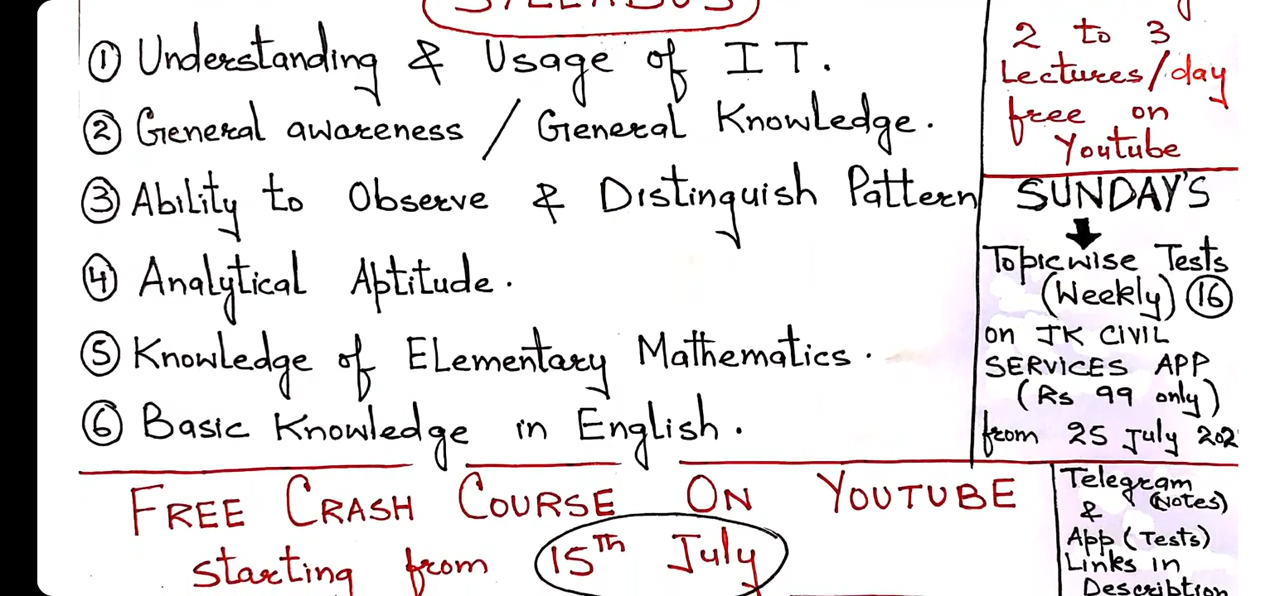 SYLLABUS
① Understanding & Usage of IT.
② General awareness / General Knowledge.
③ Ability to Observe & Distinguish Pattern
④ Analytical Aptitude.
⑤ Knowledge of Elementary Mathematics.
⑥ Basic Knowledge in English.
2 to 3
Lectures/day
free on
Youtube
SUNDAY'S
Topicwise Tests
(Weekly) ⑯
on JK CIVIL
SERVICES APP
(Rs 99 only)
from 25 July 202
FREE CRASH COURSE ON YOUTUBE
starting from 15th July
Telegram
& (Notes)
App (Tests)
Links in
Description